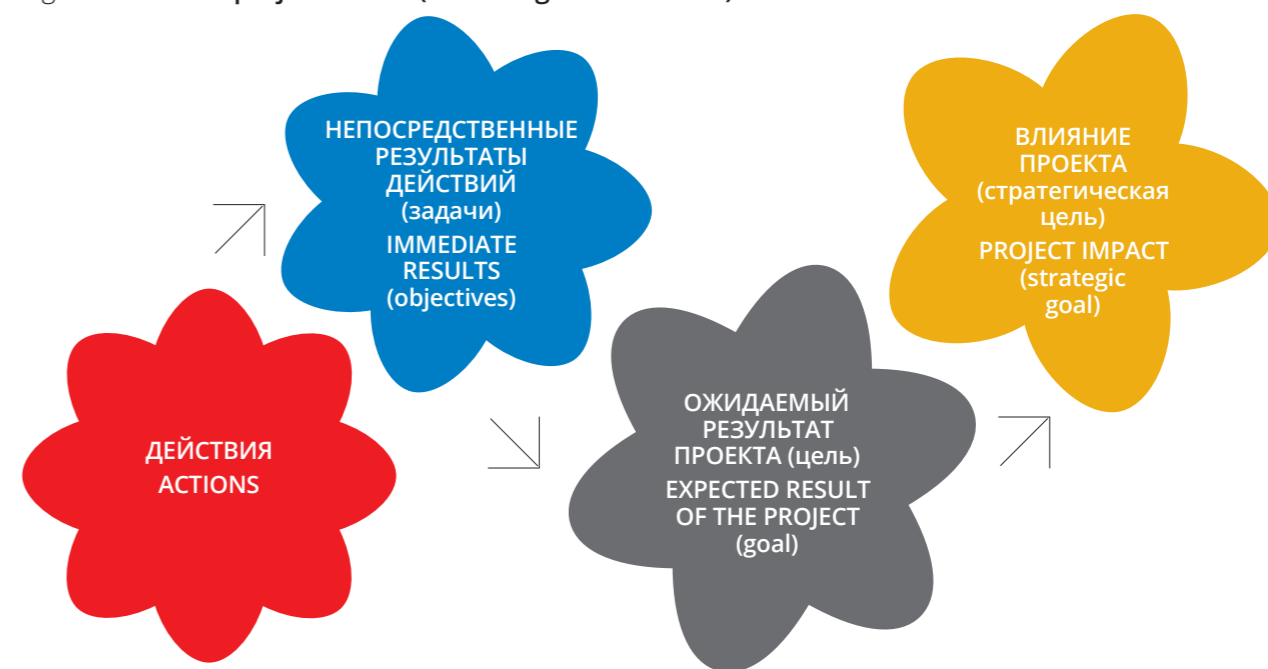 ДЕЙСТВИЯ
ACTIONS
НЕПОСРЕДСТВЕННЫЕ
РЕЗУЛЬТАТЫ
ДЕЙСТВИЙ
(задачи)
IMMEDIATE
RESULTS
(objectives)
ОЖИДАЕМЫЙ
РЕЗУЛЬТАТ
ПРОЕКТА (цель)
EXPECTED RESULT
OF THE PROJECT
(goal)
ВЛИЯНИЕ
ПРОЕКТА
(стратегическая
цель)
PROJECT IMPACT
(strategic
goal)